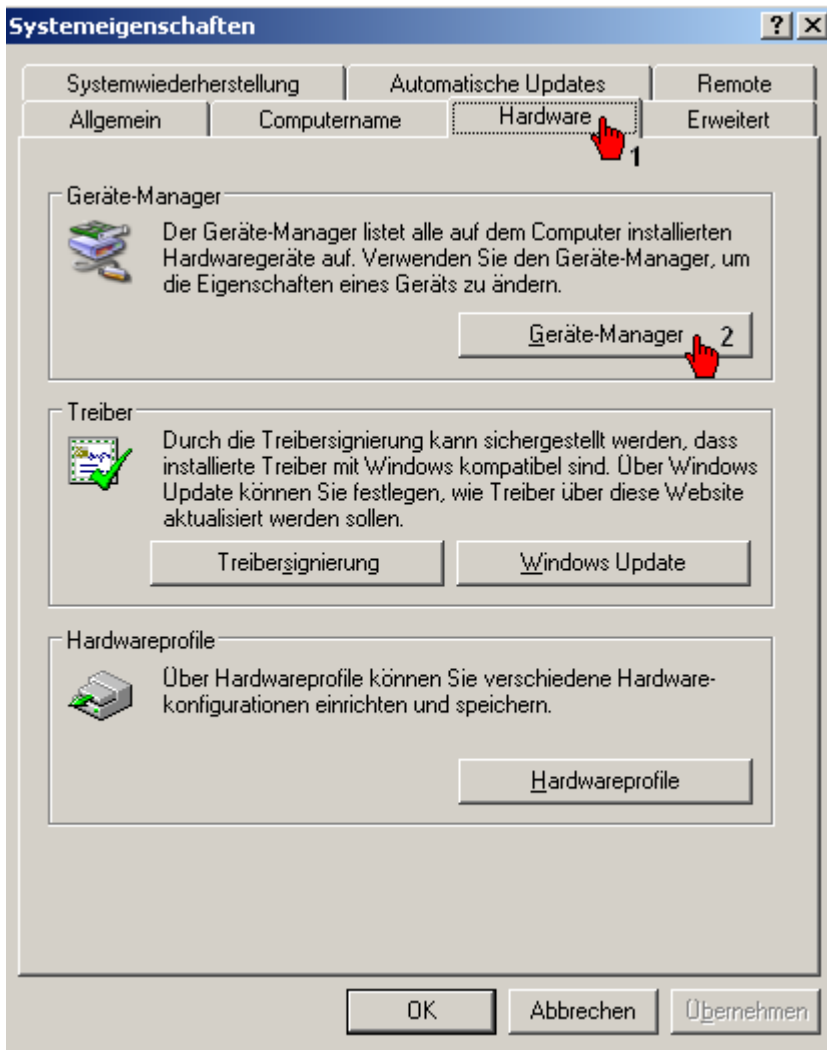 Systemeigenschaften
Systemwiederherstellung Automatische Updates Remote
Allgemein Computername Hardware Erweitert
1
Geräte-Manager
Der Geräte-Manager listet alle auf dem Computer installierten
Hardwaregeräte auf. Verwenden Sie den Geräte-Manager, um
die Eigenschaften eines Geräts zu ändern.
Geräte-Manager 2
Treiber
Durch die Treibersignierung kann sichergestellt werden, dass
installierte Treiber mit Windows kompatibel sind. Über Windows
Update können Sie festlegen, wie Treiber über diese Website
aktualisiert werden sollen.
Treibersignierung Windows Update
Hardwareprofile
Über Hardwareprofile können Sie verschiedene Hardware-
konfigurationen einrichten und speichern.
Hardwareprofile
OK Abbrechen Übernehmen